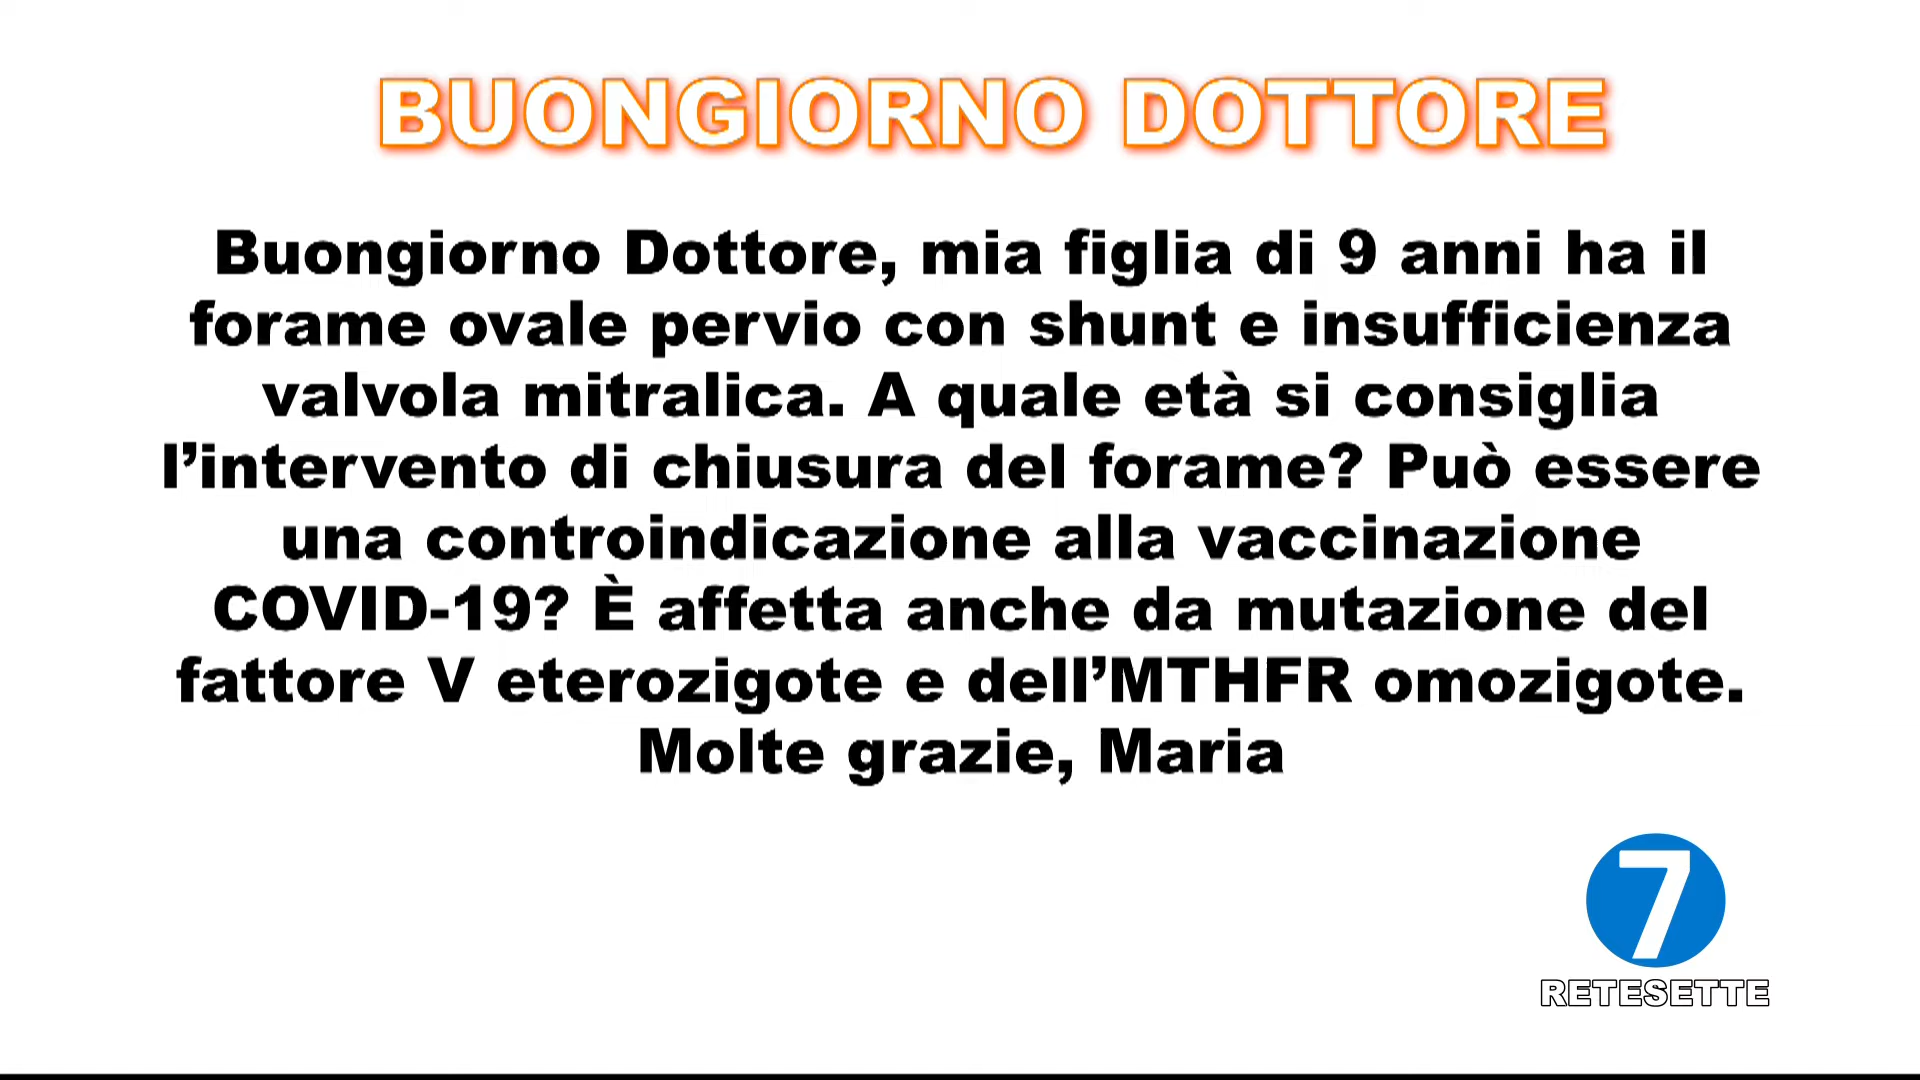 BUONGIORNO DOTTORE
Buongiorno Dottore, mia figlia di 9 anni ha il
forame ovale pervio con shunt e insufficienza
valvola mitralica. A quale età si consiglia
l’intervento di chiusura del forame? Può essere
una controindicazione alla vaccinazione
COVID-19? È affetta anche da mutazione del
fattore V eterozigote e dell’MTHFR omozigote.
Molte grazie, Maria
7
RETESETTE